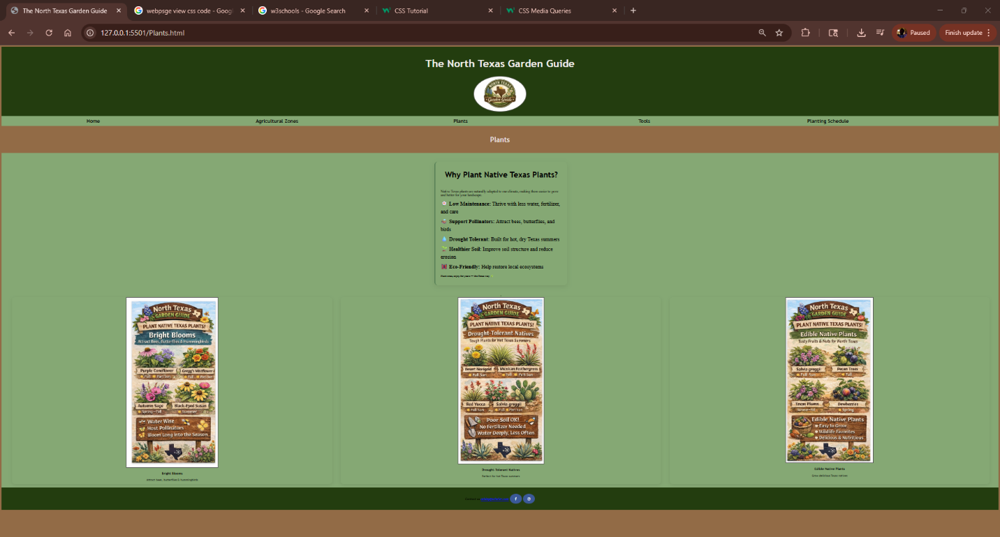 The North Texas Garden Guide
webpsge view css code - Googl
w3schools - Google Search
CSS Tutorial
CSS Media Queries
127.0.0.1:5501/Plants.html
Paused
Finish update
The North Texas Garden Guide
NORTH TEXAS
Garden Guide
Home
Agricultural Zones
Plants
Tools
Planting Schedule
Plants
Why Plant Native Texas Plants?
Native Texas plants are naturally adapted to our climate, making them easier to grow
and better for your landscape.
Low Maintenance: Thrive with less water, fertilizer,
and care
Support Pollinators: Attract bees, butterflies, and
birds
Drought Tolerant: Built for hot, dry Texas summers
Healthier Soil: Improve soil structure and reduce
erosion
Eco-Friendly: Help restore local ecosystems
Plant once, enjoy for years — the Texas way
North Texas
GARDEN GUIDE
PLANT NATIVE TEXAS PLANTS!
Bright Blooms
Attract Bees, Butterflies & Hummingbirds
Purple Coneflower
Gregg's Mistflower
Full
Part Sun
Full
Part Sun
Autumn Sage
Black-Eyed Susan
Spring–Fall
Summer
Water Wise
Host Pollinators
Bloom Long into the Season
Bright Blooms
Attract bees, butterflies & hummingbirds
North Texas
GARDEN GUIDE
PLANT NATIVE TEXAS PLANTS!
Drought-Tolerant Natives
Tough Plants for Hot Texas Summers
Desert Marigold
Mexican Feathergrass
Full Sun
Full
Part Sun
Red Yucca
Salvia greggii
Full Sun
Full
Part Sun
Poor Soil OK!
No Fertilizer Needed
Water Deeply, Less Often
Drought-Tolerant Natives
Perfect for hot Texas summers
North Texas
GARDEN GUIDE
PLANT NATIVE TEXAS PLANTS!
Edible Native Plants
Tasty Fruits & Nuts for North Texas
Salvia greggii
Pecan Trees
Full Sun
Full
Texas Plums
Dewberries
Spring
Edible Native Plants
Easy to Grow
Wildlife Favorites
Delicious & Nutritious
Edible Native Plants
Grow delicious Texas natives